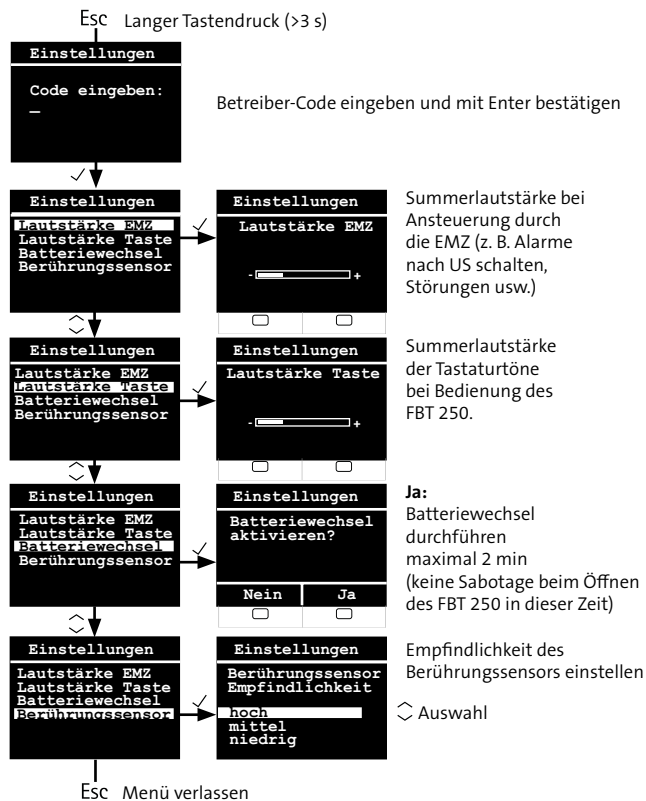 Esc Langer Tastendruck (>3 s)
Einstellungen
Code eingeben:
_
Betreiber-Code eingeben und mit Enter bestätigen
Einstellungen
Lautstärke EMZ
Lautstärke Taste
Batteriewechsel
Berührungssensor
Einstellungen
Lautstärke EMZ
- +
Summerlautstärke bei
Ansteuerung durch
die EMZ (z. B. Alarme
nach US schalten,
Störungen usw.)
Einstellungen
Lautstärke EMZ
Lautstärke Taste
Batteriewechsel
Berührungssensor
Einstellungen
Lautstärke Taste
- +
Summerlautstärke
der Tastaturtöne
bei Bedienung des
FBT 250.
Einstellungen
Lautstärke EMZ
Lautstärke Taste
Batteriewechsel
Berührungssensor
Einstellungen
Batteriewechsel
aktivieren?
Nein Ja
Ja:
Batteriewechsel
durchführen
maximal 2 min
(keine Sabotage beim Öffnen
des FBT 250 in dieser Zeit)
Einstellungen
Lautstärke EMZ
Lautstärke Taste
Batteriewechsel
Berührungssensor
Einstellungen
Berührungssensor
Empfindlichkeit
hoch
mittel
niedrig
Empfindlichkeit des
Berührungssensors einstellen
Auswahl
Esc Menü verlassen